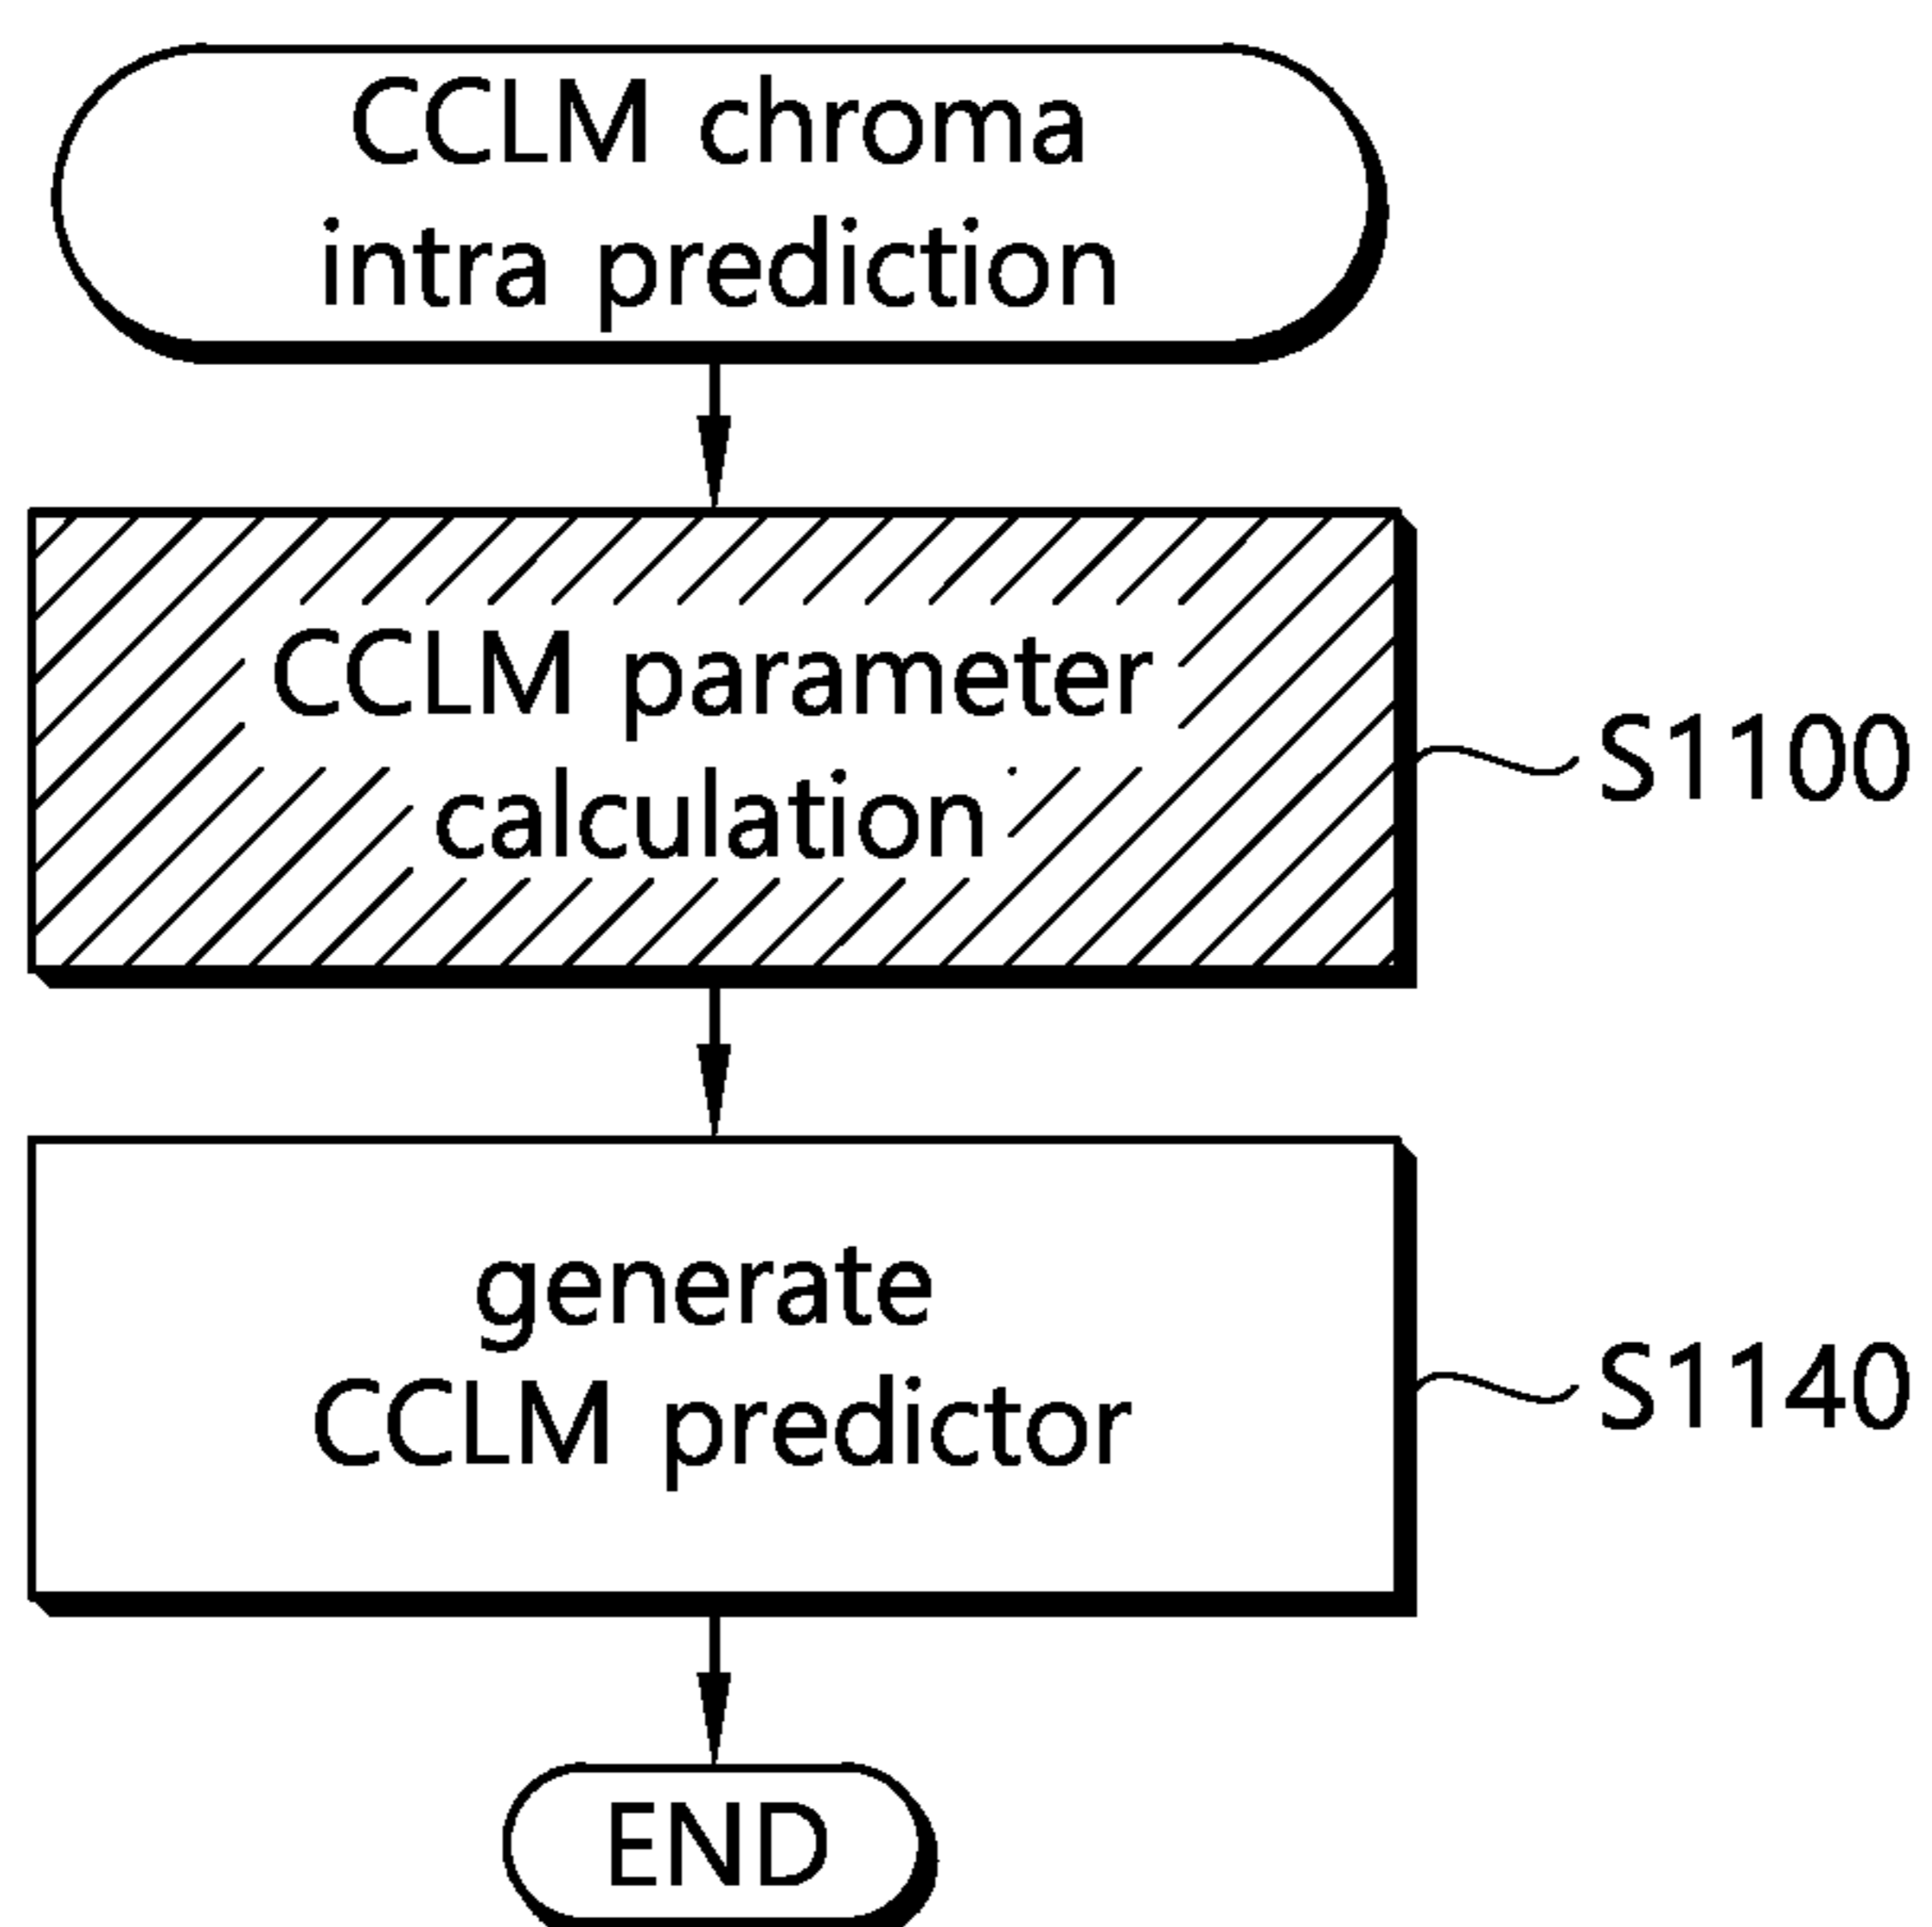 CCLM chroma
intra prediction
CCLM parameter
calculation
S1100
generate
CCLM predictor
S1140
END